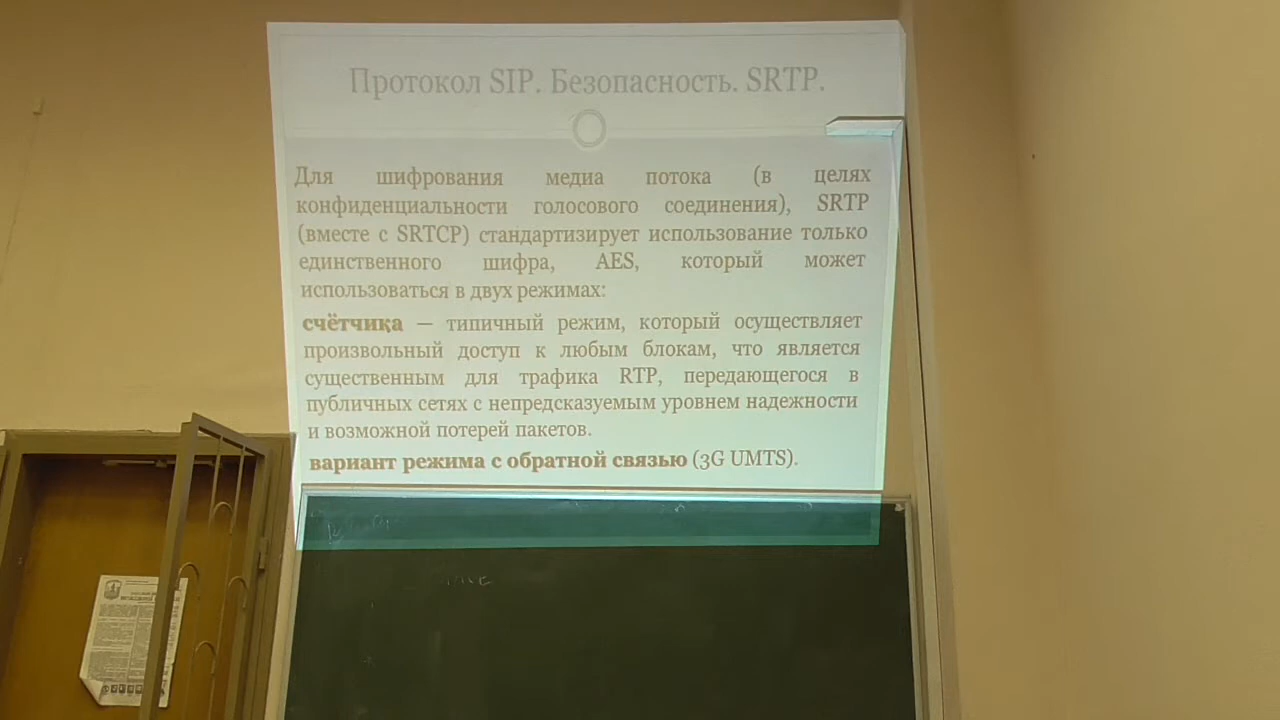 Протокол SIP. Безопасность. SRTP.
Для шифрования медиа потока (в целях
конфиденциальности голосового соединения), SRTP
(вместе с SRTCP) стандартизирует использование только
единственного шифра, AES, который может
использоваться в двух режимах:
счётчика — типичный режим, который осуществляет
произвольный доступ к любым блокам, что является
существенным для трафика RTP, передающегося в
публичных сетях с непредсказуемым уровнем надежности
и возможной потерей пакетов.
вариант режима с обратной связью (3G UMTS).